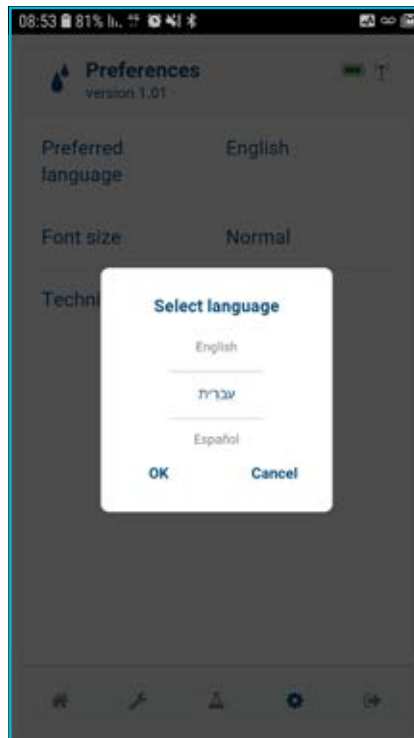 08:53 81%
Preferences
version 1.01
Preferred language
English
Font size
Normal
Techni
Select language
English
עברית
Español
OK
Cancel